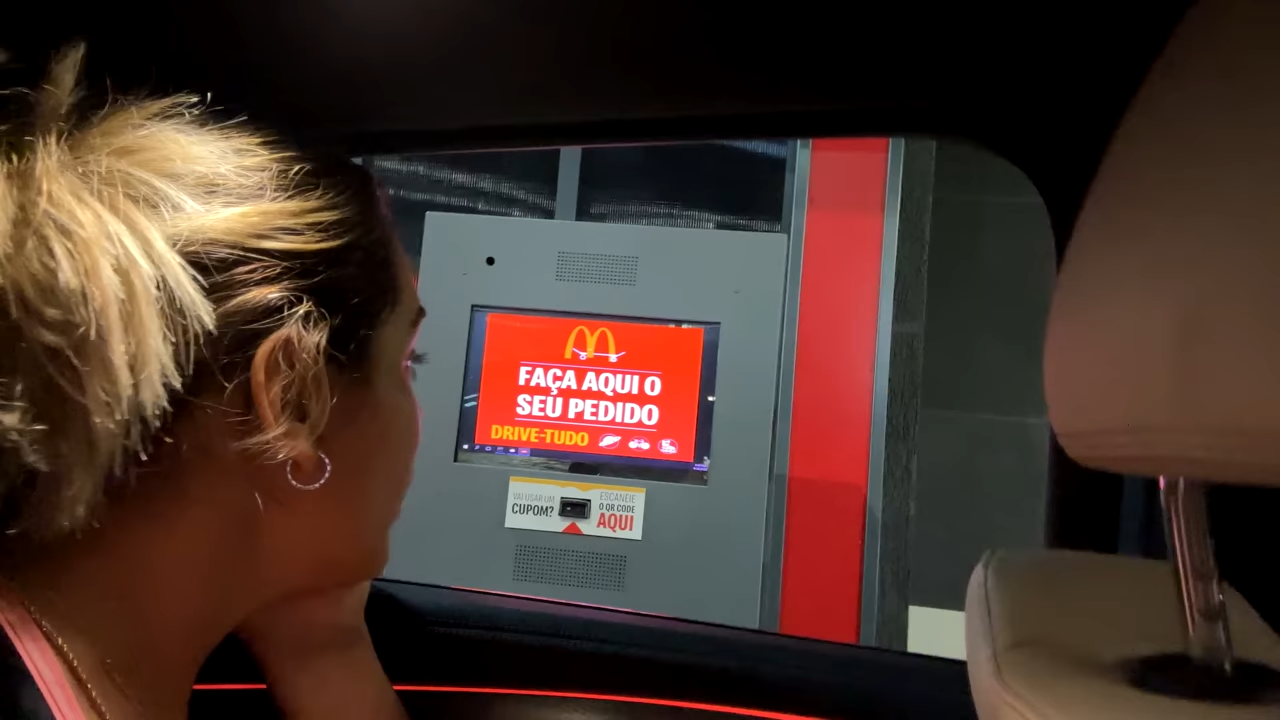 FAÇA AQUI O
SEU PEDIDO
DRIVE-TUDO
VAI USAR UM
CUPOM?
ESCANEIE
O QR CODE
AQUI